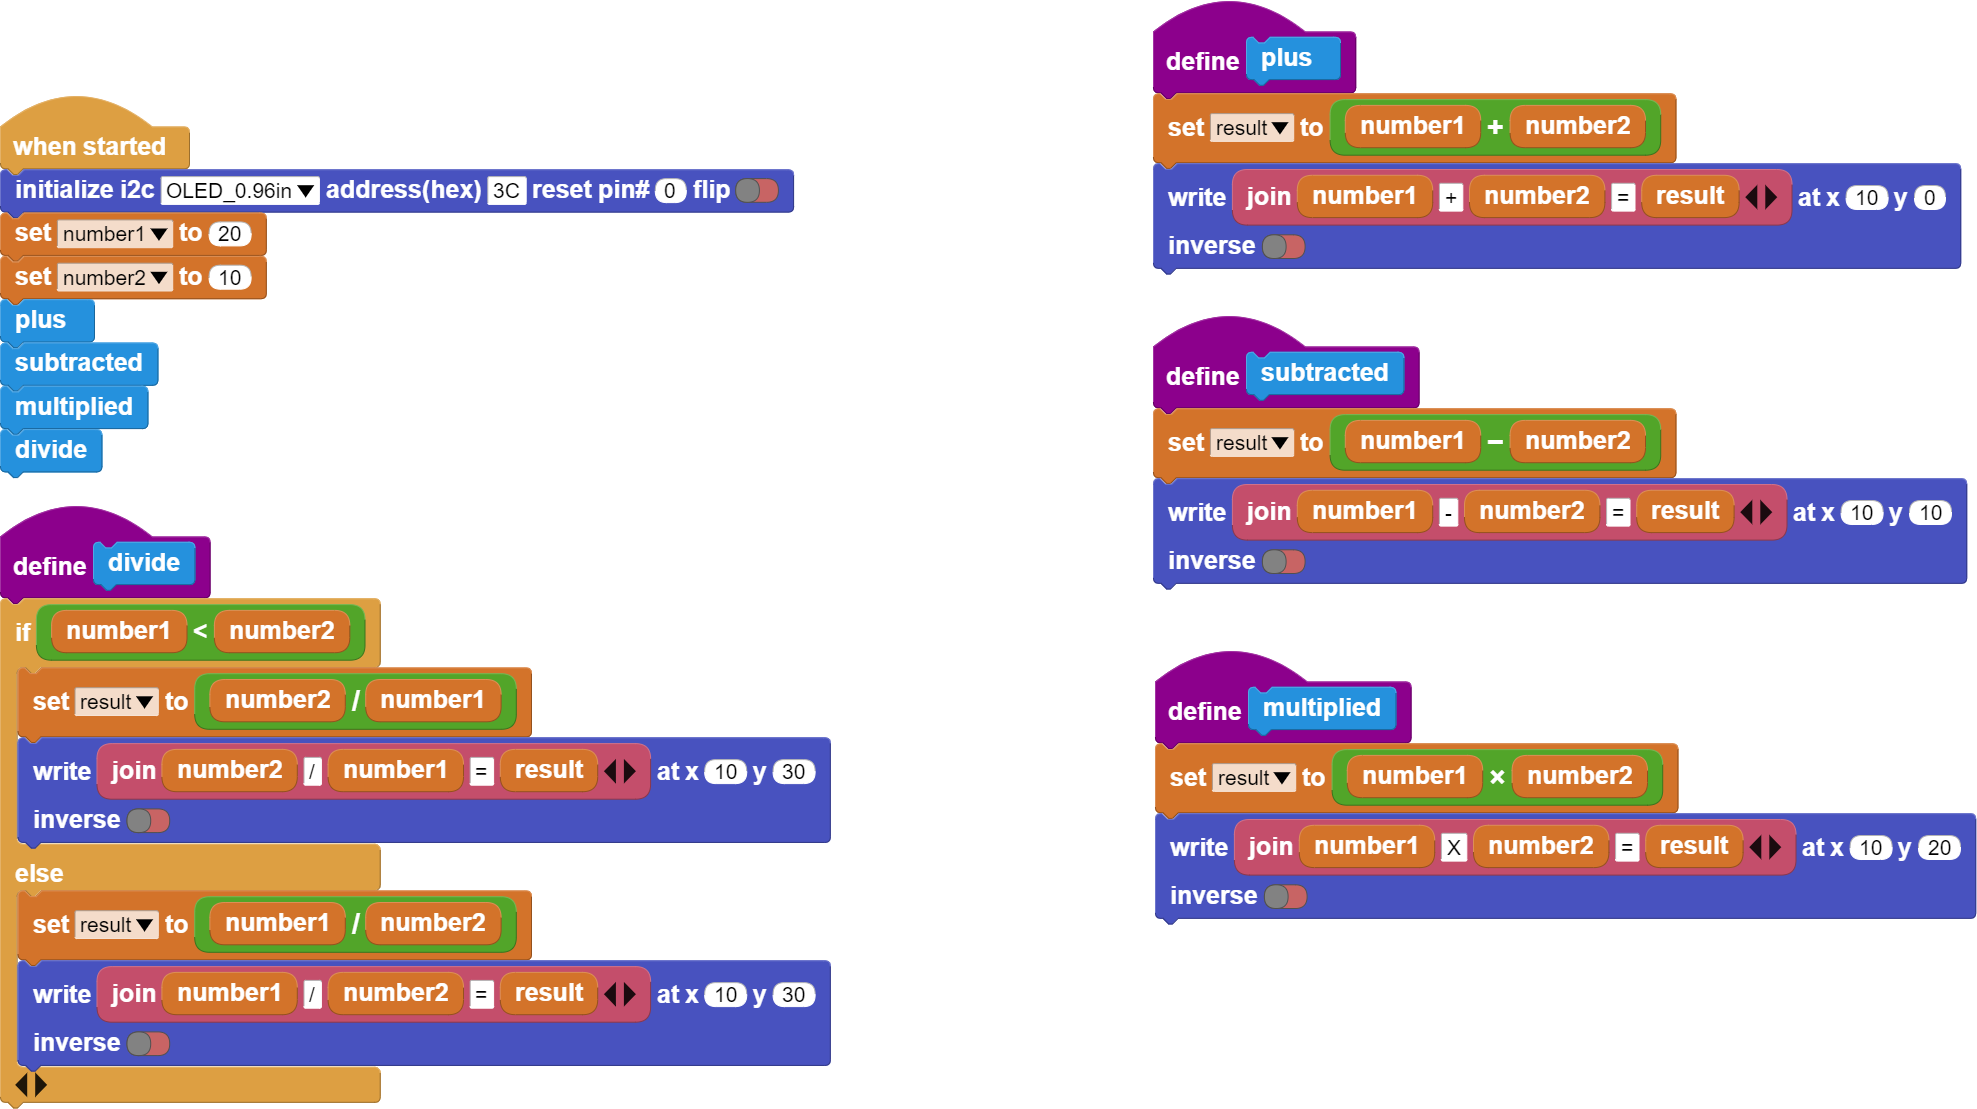 when started
initialize i2c OLED_0.96in address(hex) 3C reset pin# 0 flip
set number1 to 20
set number2 to 10
plus
subtracted
multiplied
divide
define divide
if number1 < number2
set result to number2 / number1
write join number2 / number1 = result at x 10 y 30
inverse
else
set result to number1 / number2
write join number1 / number2 = result at x 10 y 30
inverse
define plus
set result to number1 + number2
write join number1 + number2 = result at x 10 y 0
inverse
define subtracted
set result to number1 − number2
write join number1 - number2 = result at x 10 y 10
inverse
define multiplied
set result to number1 × number2
write join number1 X number2 = result at x 10 y 20
inverse